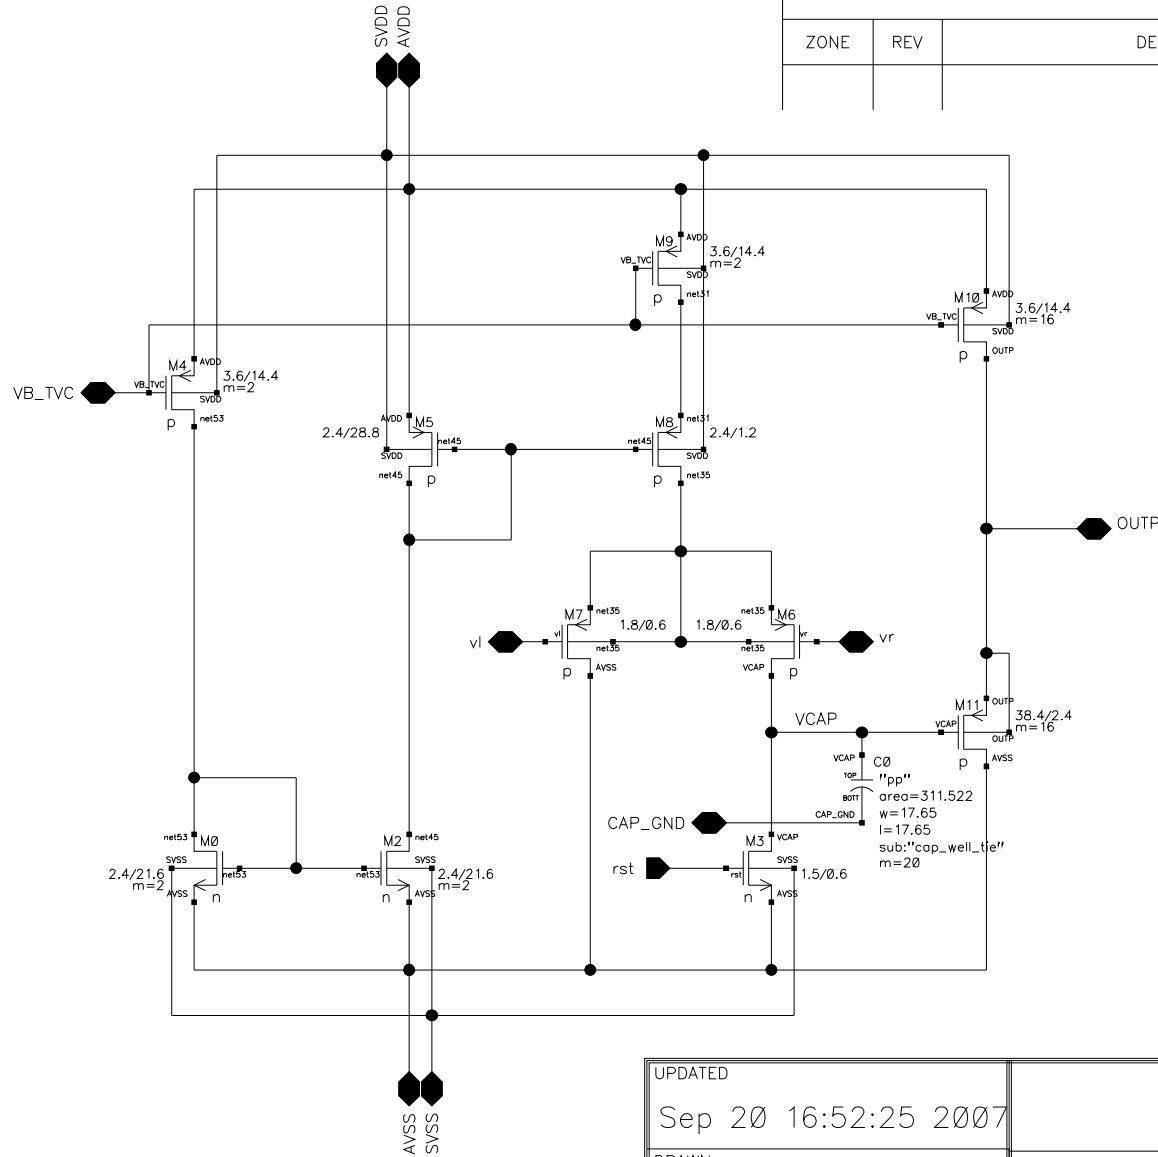 SVDD
AVDD
ZONE
REV
DE
M9
AVDD
3.6/14.4
m=2
VB_TVC
SVDD
net31
p
M10
AVDD
3.6/14.4
m=16
VB_TVC
SVDD
OUTP
p
M4
AVDD
3.6/14.4
m=2
VB_TVC
SVDD
net53
p
VB_TVC
AVDD
M5
2.4/28.8
net45
SVDD
net45
p
net31
M8
2.4/1.2
net45
SVDD
net35
p
OUTP
M7
net35
1.8/0.6
vl
vl
net35
AVSS
p
net35
M6
1.8/0.6
vr
vr
net35
VCAP
p
VCAP
M11
OUTP
38.4/2.4
m=16
VCAP
OUTP
AVSS
p
VCAP
C0
TOP
"pp"
BOTT
area=311.522
CAP_GND
w=17.65
l=17.65
sub:"cap_well_tie"
m=20
CAP_GND
net53
M0
SVSS
2.4/21.6
m=2
net53
AVSS
n
net45
M2
SVSS
2.4/21.6
m=2
net53
AVSS
n
VCAP
M3
SVSS
1.5/0.6
rst
rst
AVSS
n
AVSS
SVSS
UPDATED
Sep 20 16:52:25 2007
DRAWN